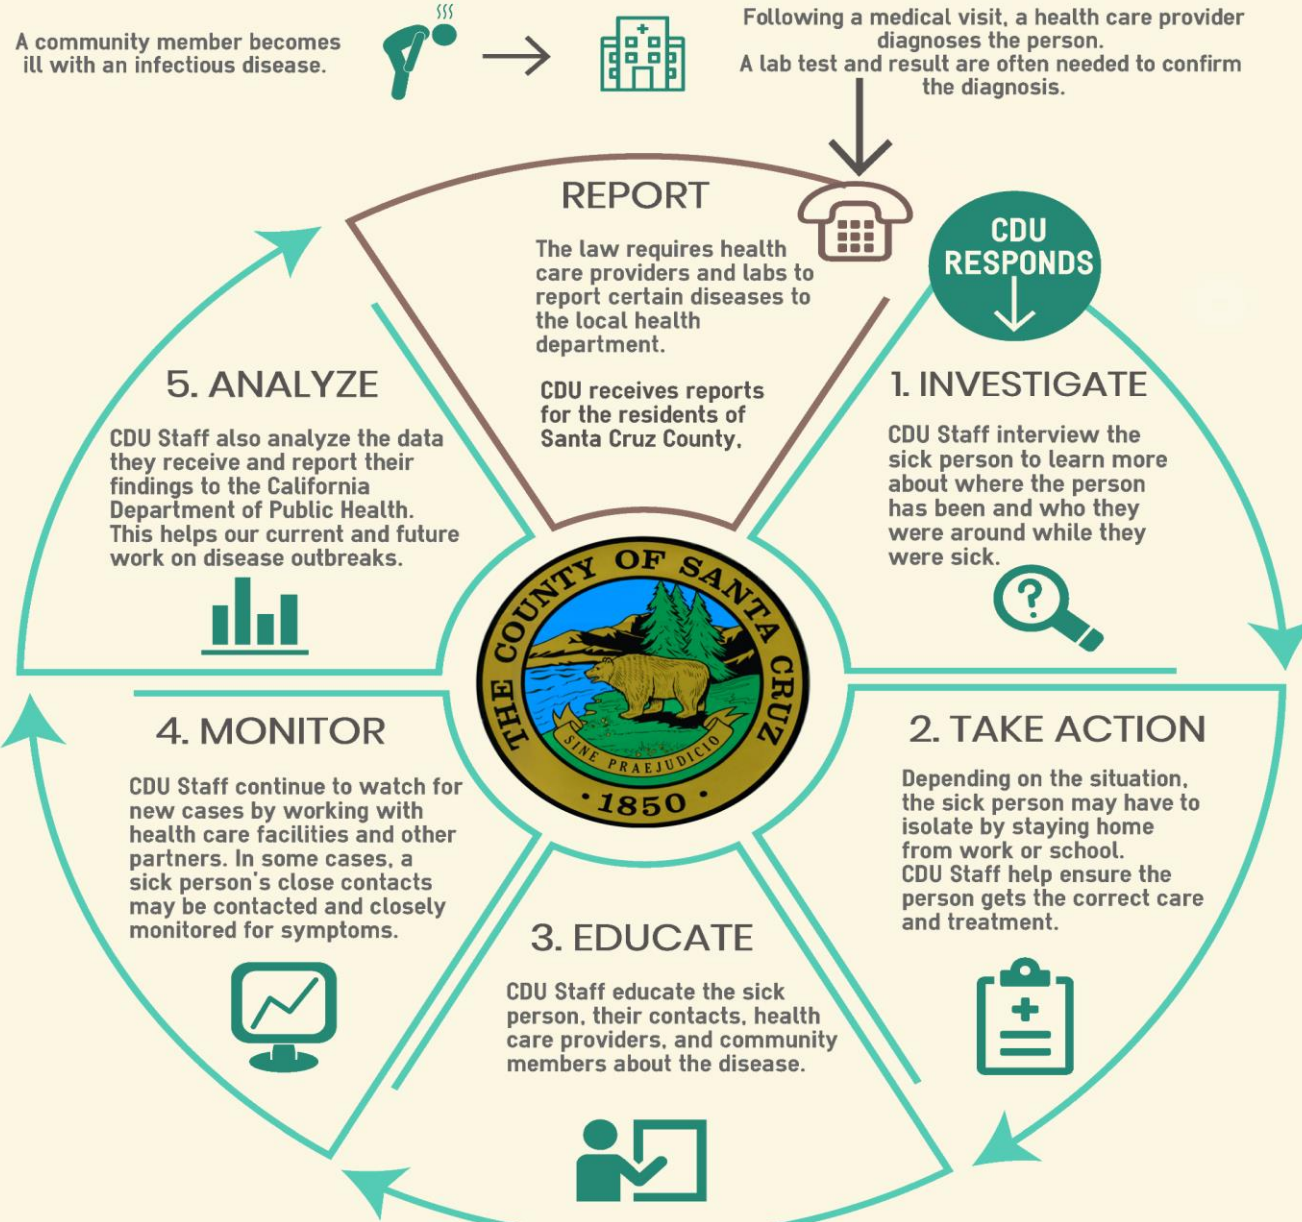 A community member becomes
ill with an infectious disease.
Following a medical visit, a health care provider
diagnoses the person.
A lab test and result are often needed to confirm
the diagnosis.
REPORT
The law requires health
care providers and labs to
report certain diseases to
the local health
department.
CDU receives reports
for the residents of
Santa Cruz County.
CDU
RESPONDS
1. INVESTIGATE
CDU Staff interview the
sick person to learn more
about where the person
has been and who they
were around while they
were sick.
?
2. TAKE ACTION
Depending on the situation,
the sick person may have to
isolate by staying home
from work or school.
CDU Staff help ensure the
person gets the correct care
and treatment.
3. EDUCATE
CDU Staff educate the sick
person, their contacts, health
care providers, and community
members about the disease.
4. MONITOR
CDU Staff continue to watch for
new cases by working with
health care facilities and other
partners. In some cases, a
sick person's close contacts
may be contacted and closely
monitored for symptoms.
5. ANALYZE
CDU Staff also analyze the data
they receive and report their
findings to the California
Department of Public Health.
This helps our current and future
work on disease outbreaks.
THE COUNTY OF SANTA CRUZ
SINE PRAEJUDICIO
• 1850 •